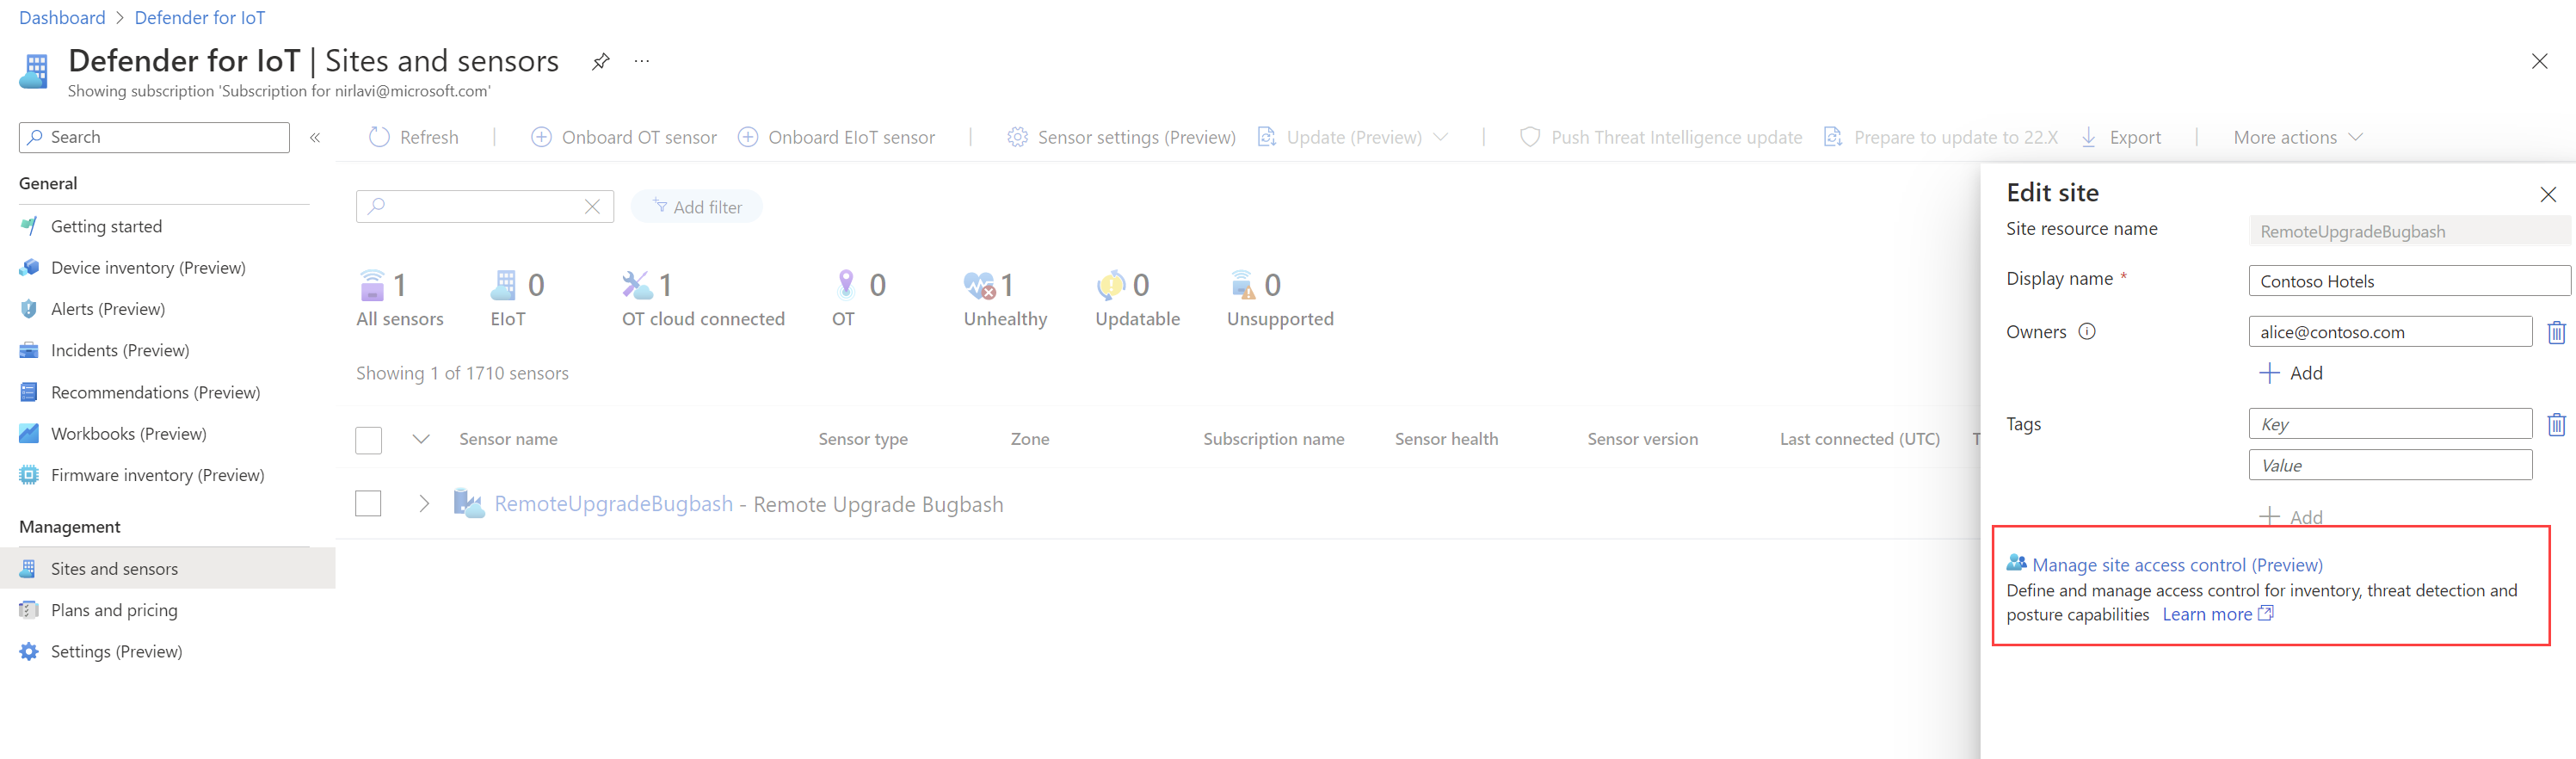 Dashboard > Defender for IoT
Defender for IoT | Sites and sensors ...
Showing subscription 'Subscription for nirlavi@microsoft.com'
Search «
Refresh | Onboard OT sensor Onboard EIoT sensor | Sensor settings (Preview) Update (Preview) | Push Threat Intelligence update Prepare to update to 22.X Export | More actions
General
Getting started
Device inventory (Preview)
Alerts (Preview)
Incidents (Preview)
Recommendations (Preview)
Workbooks (Preview)
Firmware inventory (Preview)
Management
Sites and sensors
Plans and pricing
Settings (Preview)
Add filter
1 0 1 0 1 0 0
All sensors EIoT OT cloud connected OT Unhealthy Updatable Unsupported
Showing 1 of 1710 sensors
Sensor name Sensor type Zone Subscription name Sensor health Sensor version Last connected (UTC) T
RemoteUpgradeBugbash - Remote Upgrade Bugbash
Edit site
Site resource name RemoteUpgradeBugbash
Display name * Contoso Hotels
Owners alice@contoso.com
Add
Tags Key
Value
Add
Manage site access control (Preview)
Define and manage access control for inventory, threat detection and
posture capabilities Learn more